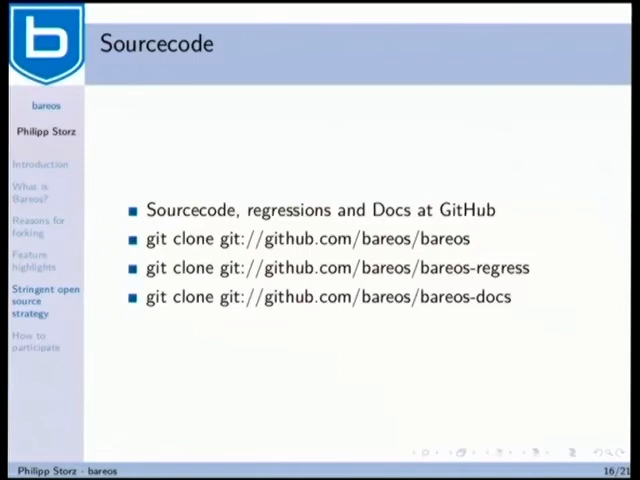 b
Sourcecode
bareos
Philipp Storz
Introduction
What is
Bareos?
Reasons for
forking
Feature
highlights
Stringent open
source
strategy
How to
participate
Sourcecode, regressions and Docs at GitHub
git clone git://github.com/bareos/bareos
git clone git://github.com/bareos/bareos-regress
git clone git://github.com/bareos/bareos-docs
Philipp Storz - bareos
16/21